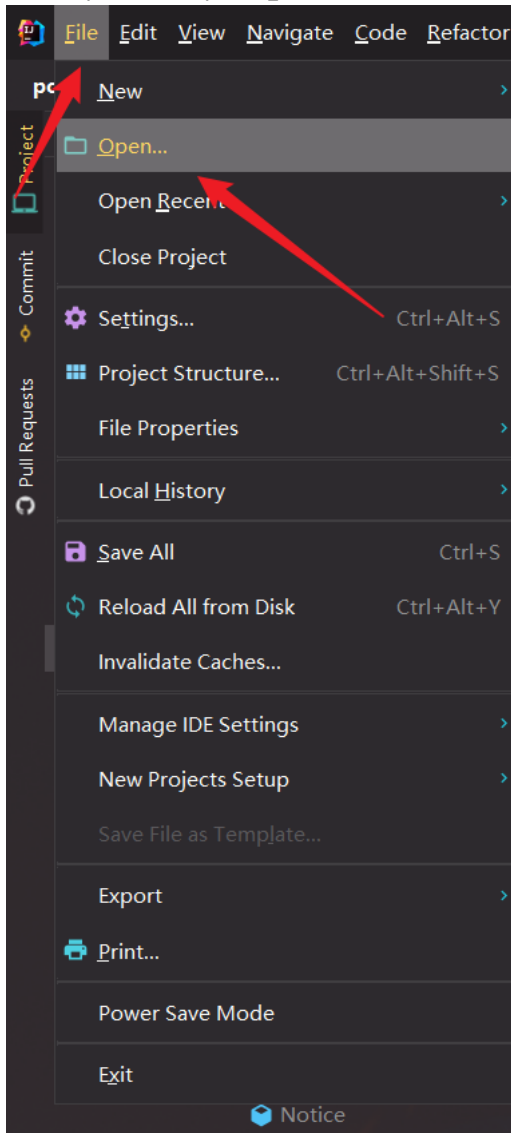 File Edit View Navigate Code Refactor
po
New
Open...
Open Recent
Close Project
Settings... Ctrl+Alt+S
Project Structure... Ctrl+Alt+Shift+S
File Properties
Local History
Save All Ctrl+S
Reload All from Disk Ctrl+Alt+Y
Invalidate Caches...
Manage IDE Settings
New Projects Setup
Save File as Template...
Export
Print...
Power Save Mode
Exit
Notice
Project
Commit
Pull Requests